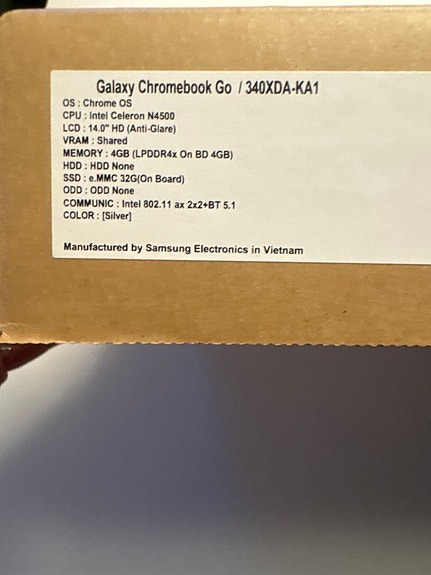 Galaxy Chromebook Go / 340XDA-KA1
OS : Chrome OS
CPU : Intel Celeron N4500
LCD : 14.0" HD (Anti-Glare)
VRAM : Shared
MEMORY : 4GB (LPDDR4x On BD 4GB)
HDD : HDD None
SSD : e.MMC 32G(On Board)
ODD : ODD None
COMMUNIC : Intel 802.11 ax 2x2+BT 5.1
COLOR : [Silver]
Manufactured by Samsung Electronics in Vietnam